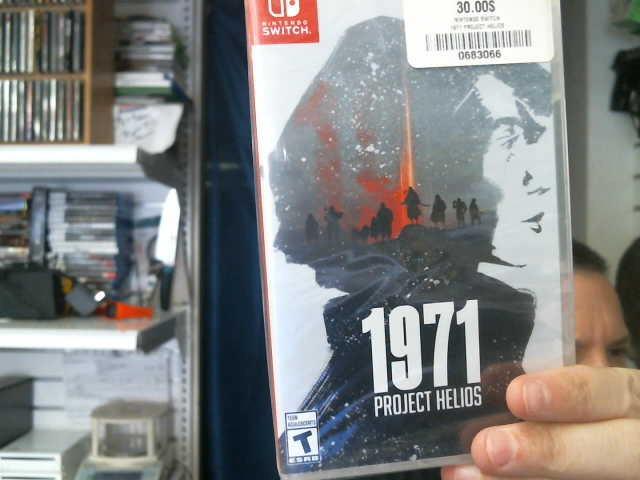 NINTENDO
SWITCH.
30.00$
NINTENDO SWITCH
1971 PROJECT HELIOS
0683066
1971
PROJECT HELIOS
TEEN
T
ESRB